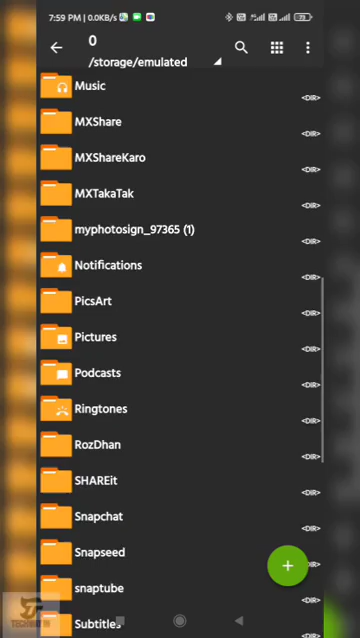 7:59 PM | 0.0KB/s
0
/storage/emulated
Music
<DIR>
MXShare
<DIR>
MXShareKaro
<DIR>
MXTakaTak
<DIR>
myphotosign_97365 (1)
<DIR>
Notifications
<DIR>
PicsArt
<DIR>
Pictures
<DIR>
Podcasts
<DIR>
Ringtones
<DIR>
RozDhan
<DIR>
SHAREit
<DIR>
Snapchat
<DIR>
Snapseed
snaptube
<DIR>
Subtitles